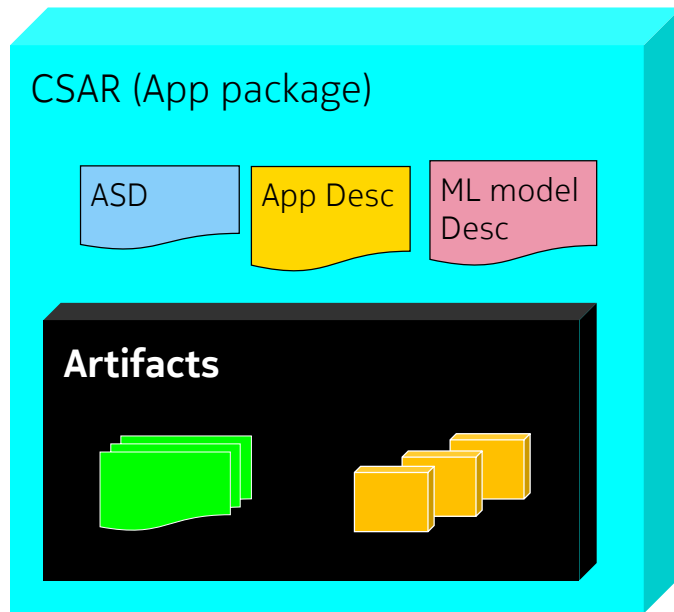 CSAR (App package)
ASD
App Desc
ML model
Desc
Artifacts